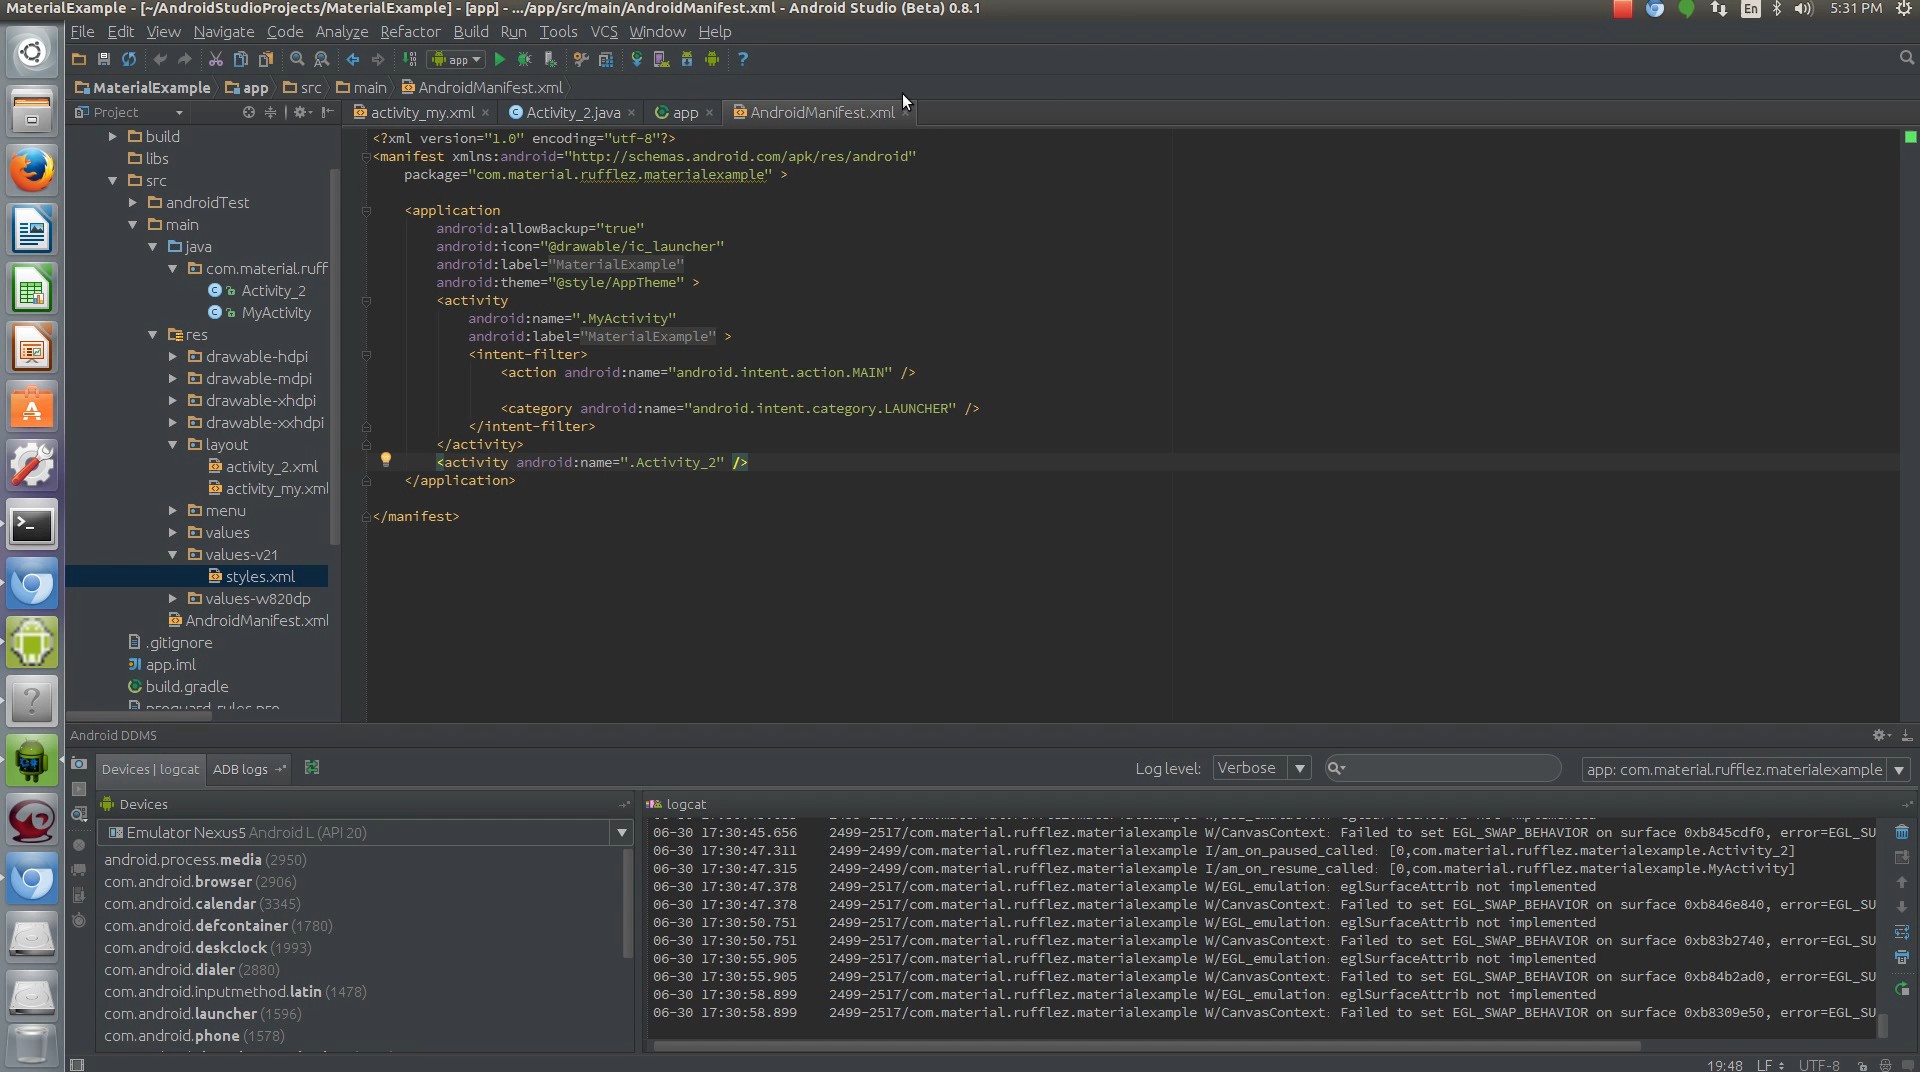 MaterialExample - [~/AndroidStudioProjects/MaterialExample] - [app] - .../app/src/main/AndroidManifest.xml - Android Studio (Beta) 0.8.1
En
5:31 PM
File Edit View Navigate Code Analyze Refactor Build Run Tools VCS Window Help
app
MaterialExample app src main AndroidManifest.xml
Project
activity_my.xml Activity_2.java app AndroidManifest.xml
build
libs
src
androidTest
main
java
com.material.ruff
Activity_2
MyActivity
res
drawable-hdpi
drawable-mdpi
drawable-xhdpi
drawable-xxhdpi
layout
activity_2.xml
activity_my.xml
menu
values
values-v21
styles.xml
values-w820dp
AndroidManifest.xml
.gitignore
app.iml
build.gradle
proguard-rules.pro
<?xml version="1.0" encoding="utf-8"?>
<manifest xmlns:android="http://schemas.android.com/apk/res/android"
package="com.material.rufflez.materialexample" >
<application
android:allowBackup="true"
android:icon="@drawable/ic_launcher"
android:label="MaterialExample"
android:theme="@style/AppTheme" >
<activity
android:name=".MyActivity"
android:label="MaterialExample" >
<intent-filter>
<action android:name="android.intent.action.MAIN" />
<category android:name="android.intent.category.LAUNCHER" />
</intent-filter>
</activity>
<activity android:name=".Activity_2" />
</application>
</manifest>
Android DDMS
Devices | logcat ADB logs
Log level: Verbose
app: com.material.rufflez.materialexample
Devices
Emulator Nexus5 Android L (API 20)
android.process.media (2950)
com.android.browser (2906)
com.android.calendar (3345)
com.android.defcontainer (1780)
com.android.deskclock (1993)
com.android.dialer (2880)
com.android.inputmethod.latin (1478)
com.android.launcher (1596)
com.android.phone (1578)
logcat
06-30 17:30:45.656 2499-2517/com.material.rufflez.materialexample W/CanvasContext: Failed to set EGL_SWAP_BEHAVIOR on surface 0xb845cdf0, error=EGL_SU
06-30 17:30:47.311 2499-2499/com.material.rufflez.materialexample I/am_on_paused_called: [0,com.material.rufflez.materialexample.Activity_2]
06-30 17:30:47.315 2499-2499/com.material.rufflez.materialexample I/am_on_resume_called: [0,com.material.rufflez.materialexample.MyActivity]
06-30 17:30:47.378 2499-2517/com.material.rufflez.materialexample W/EGL_emulation: eglSurfaceAttrib not implemented
06-30 17:30:47.378 2499-2517/com.material.rufflez.materialexample W/CanvasContext: Failed to set EGL_SWAP_BEHAVIOR on surface 0xb846e840, error=EGL_SU
06-30 17:30:50.751 2499-2517/com.material.rufflez.materialexample W/EGL_emulation: eglSurfaceAttrib not implemented
06-30 17:30:50.751 2499-2517/com.material.rufflez.materialexample W/CanvasContext: Failed to set EGL_SWAP_BEHAVIOR on surface 0xb83b2740, error=EGL_SU
06-30 17:30:55.905 2499-2517/com.material.rufflez.materialexample W/EGL_emulation: eglSurfaceAttrib not implemented
06-30 17:30:55.905 2499-2517/com.material.rufflez.materialexample W/CanvasContext: Failed to set EGL_SWAP_BEHAVIOR on surface 0xb84b2ad0, error=EGL_SU
06-30 17:30:58.899 2499-2517/com.material.rufflez.materialexample W/EGL_emulation: eglSurfaceAttrib not implemented
06-30 17:30:58.899 2499-2517/com.material.rufflez.materialexample W/CanvasContext: Failed to set EGL_SWAP_BEHAVIOR on surface 0xb8309e50, error=EGL_SU
19:48 LF UTF-8